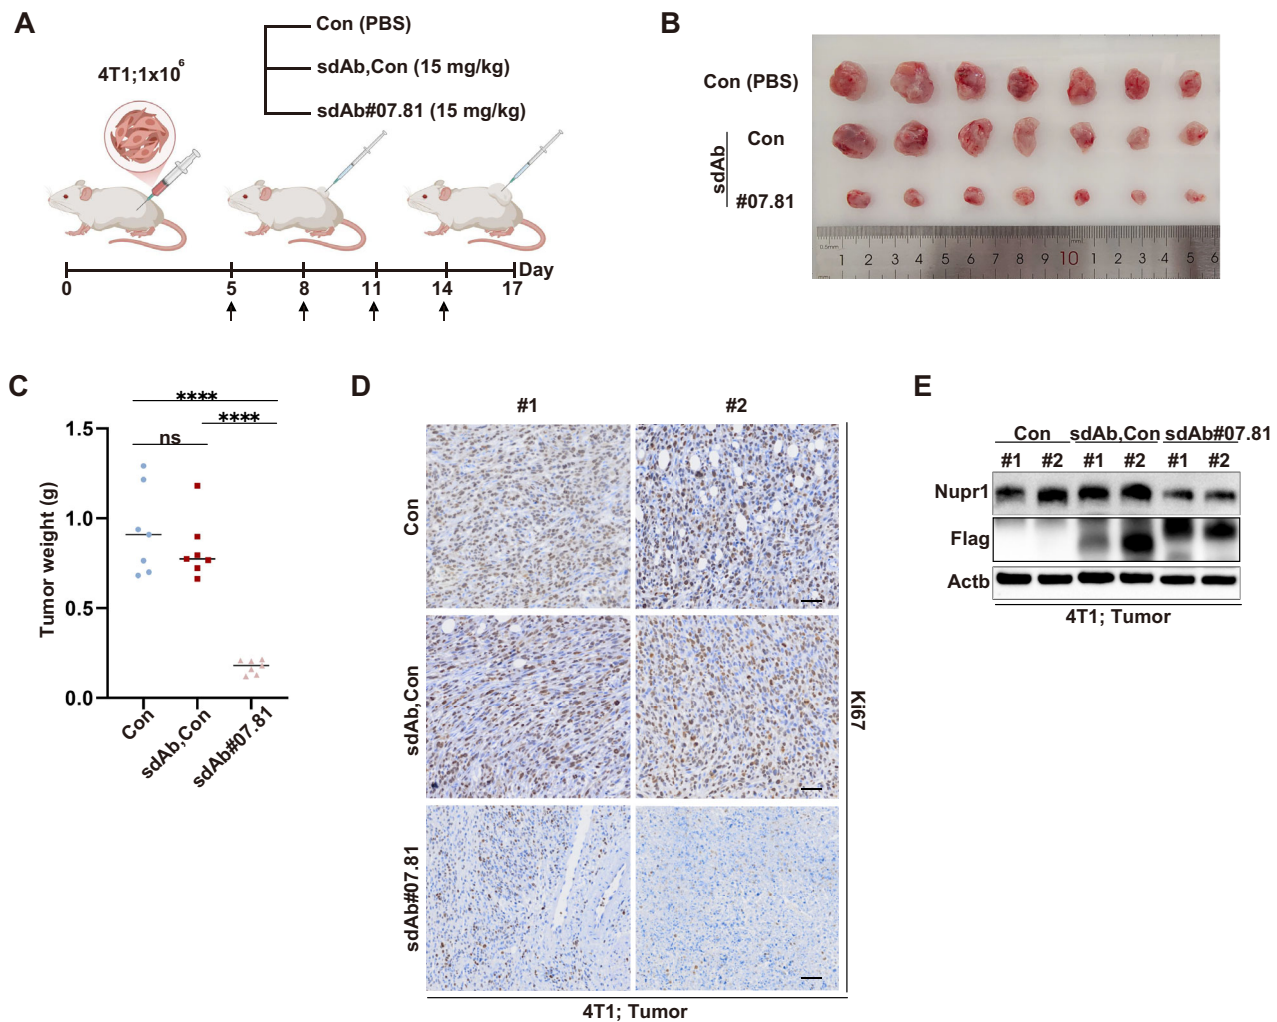 A
Con (PBS)
sdAb,Con (15 mg/kg)
sdAb#07.81 (15 mg/kg)
4T1;1x10⁶
Day
0 5 8 11 14 17
B
Con (PBS)
sdAb
Con
#07.81
0.5mm
mm
1 2 3 4 5 6 7 8 9 10 1 2 3 4 5 6
C
****
****
ns
Tumor weight (g)
1.5
1.0
0.5
0.0
Con
sdAb,Con
sdAb#07.81
D
#1 #2
Con
sdAb,Con
sdAb#07.81
Ki67
4T1; Tumor
E
Con sdAb,Con sdAb#07.81
#1 #2 #1 #2 #1 #2
Nupr1
Flag
Actb
4T1; Tumor